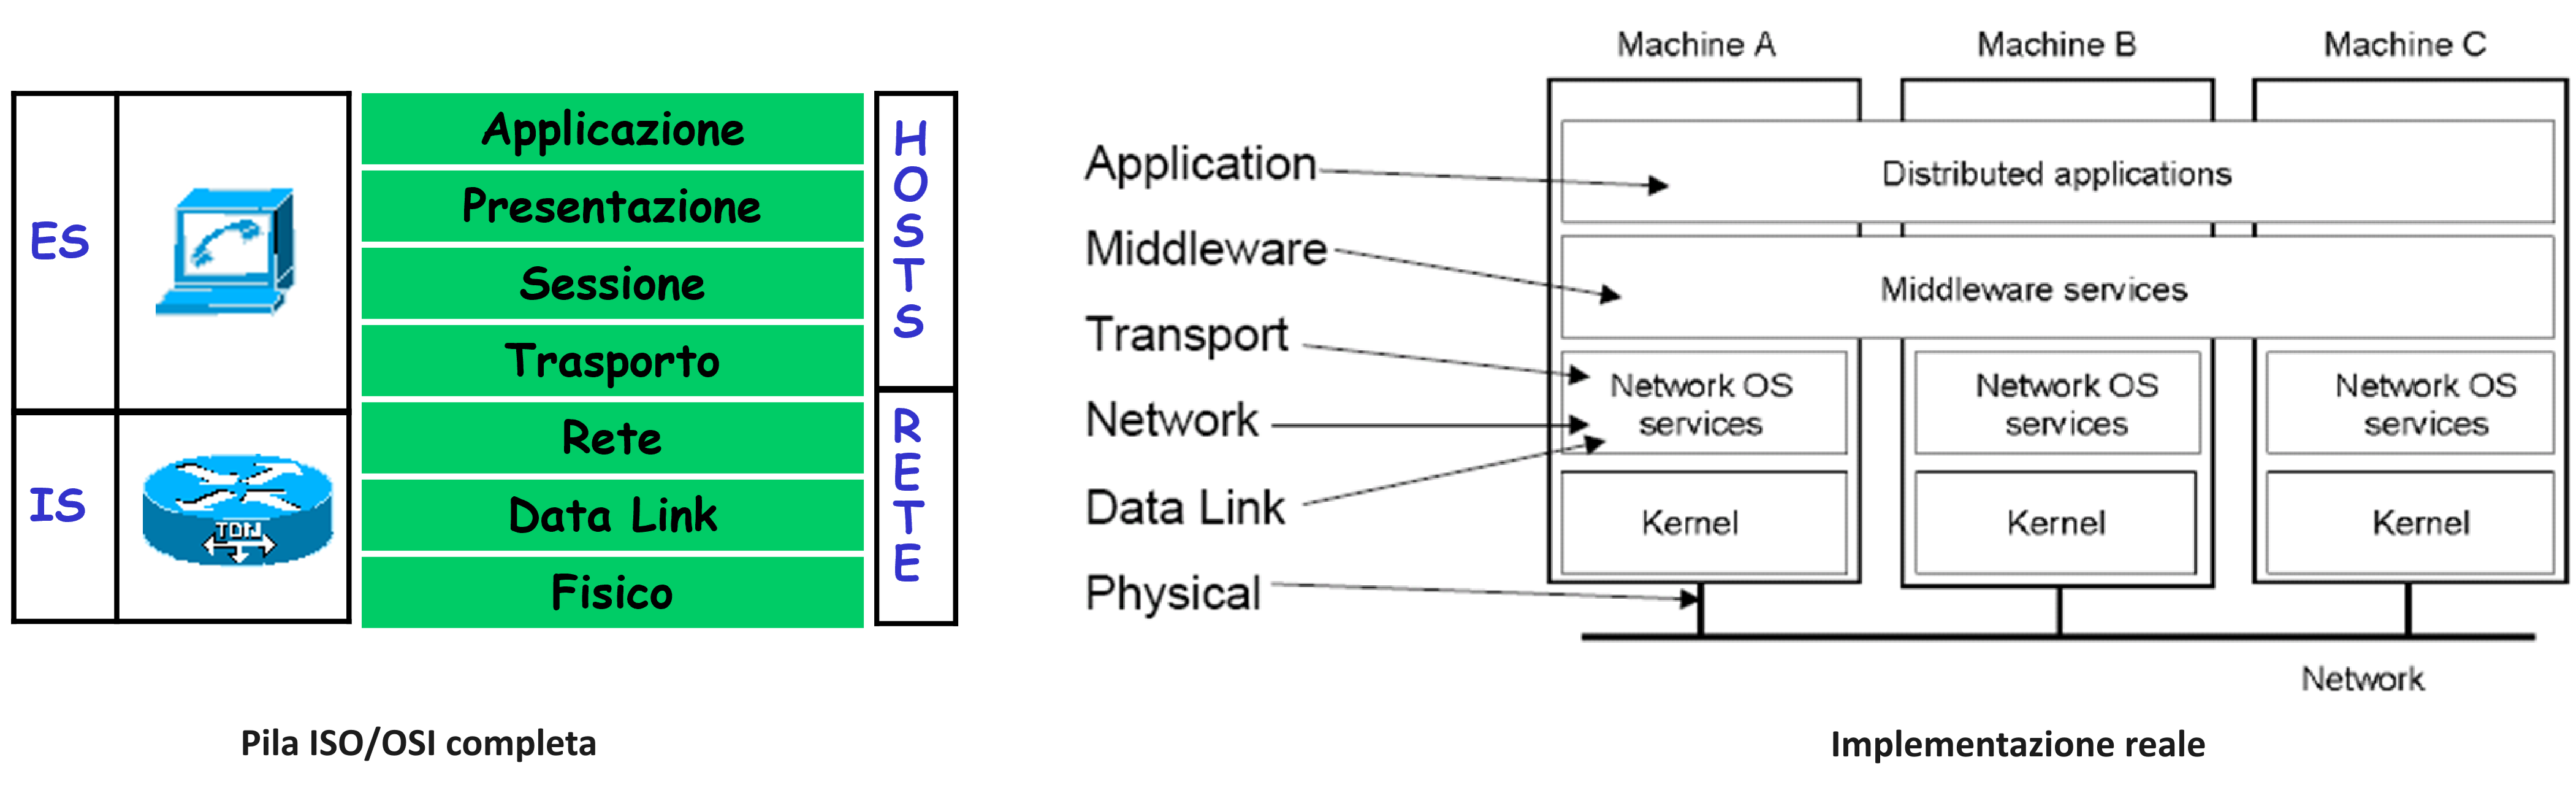 ES
IS
Applicazione
Presentazione
Sessione
Trasporto
Rete
Data Link
Fisico
HOSTS
RETE
TDM
Pila ISO/OSI completa
Machine A
Machine B
Machine C
Application
Middleware
Transport
Network
Data Link
Physical
Distributed applications
Middleware services
Network OS
services
Network OS
services
Network OS
services
Kernel
Kernel
Kernel
Network
Implementazione reale